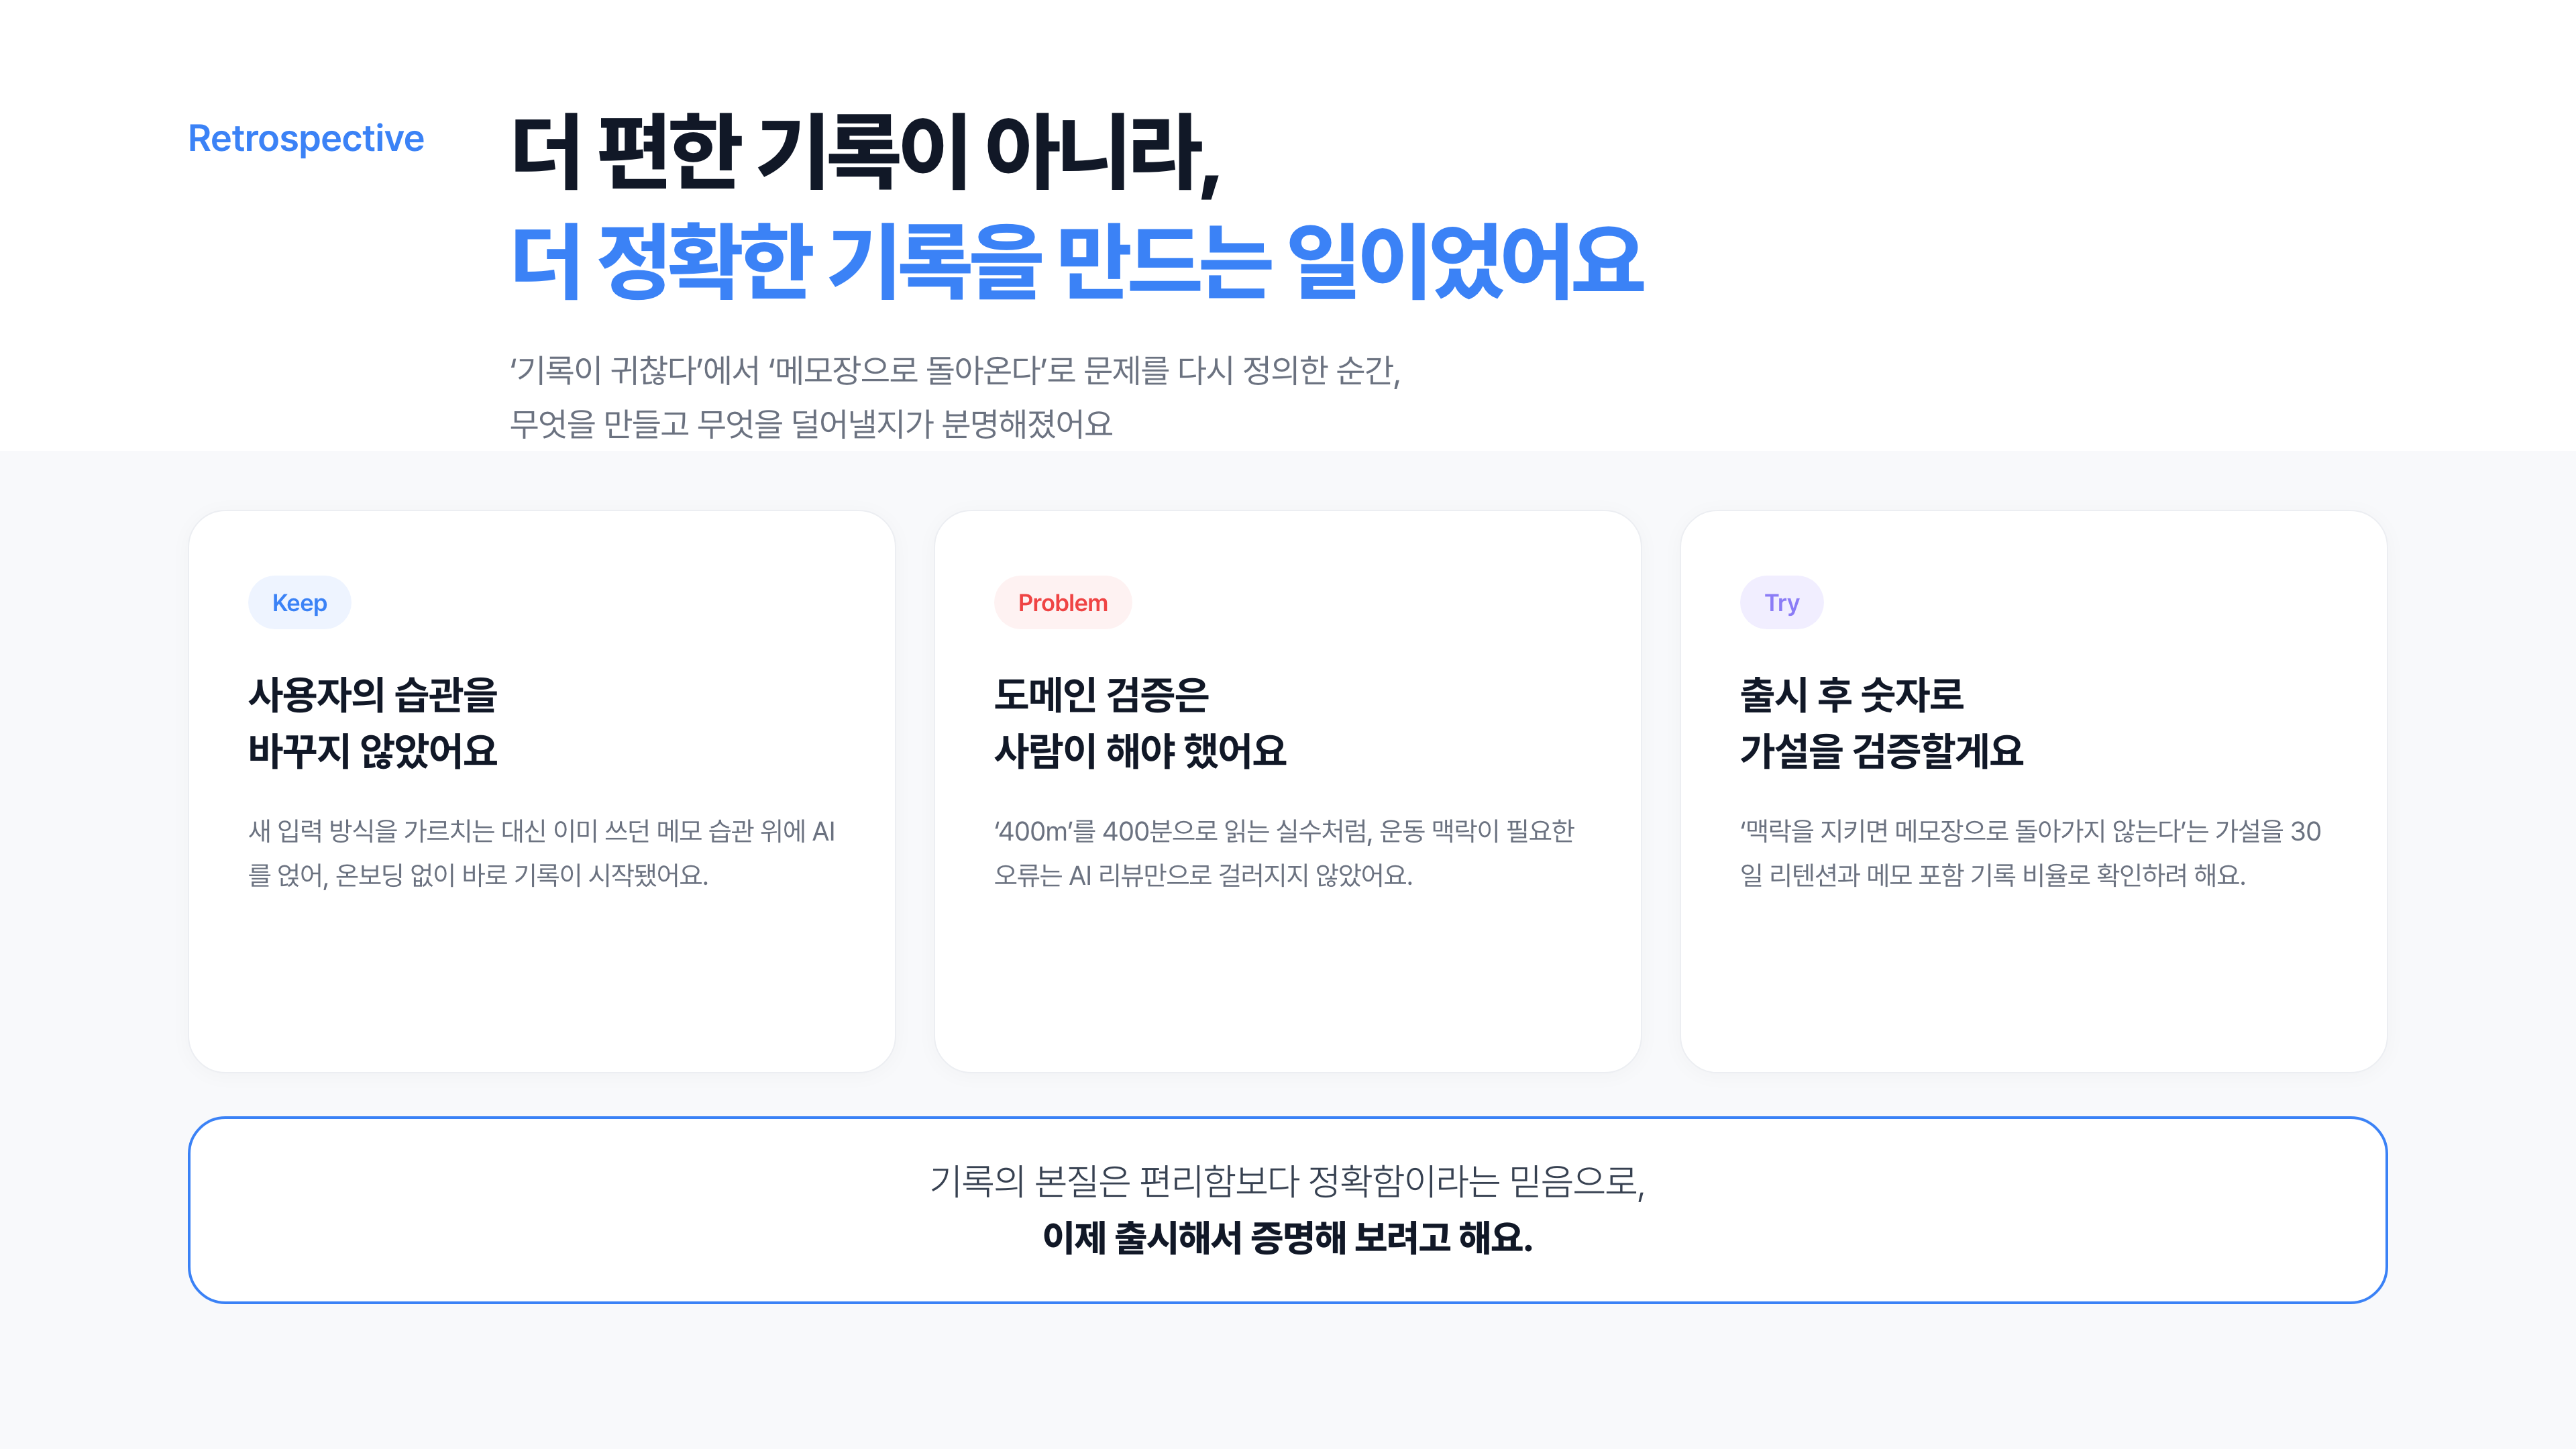 Retrospective
더 편한 기록이 아니라,
더 정확한 기록을 만드는 일이었어요
‘기록이 귀찮다’에서 ‘메모장으로 돌아온다’로 문제를 다시 정의한 순간,
무엇을 만들고 무엇을 덜어낼지가 분명해졌어요
Keep
사용자의 습관을
바꾸지 않았어요
새 입력 방식을 가르치는 대신 이미 쓰던 메모 습관 위에 AI
를 얹어, 온보딩 없이 바로 기록이 시작됐어요.
Problem
도메인 검증은
사람이 해야 했어요
‘400m’를 400분으로 읽는 실수처럼, 운동 맥락이 필요한
오류는 AI 리뷰만으로 걸러지지 않았어요.
Try
출시 후 숫자로
가설을 검증할게요
‘맥락을 지키면 메모장으로 돌아가지 않는다’는 가설을 30
일 리텐션과 메모 포함 기록 비율로 확인하려 해요.
기록의 본질은 편리함보다 정확함이라는 믿음으로,
이제 출시해서 증명해 보려고 해요.